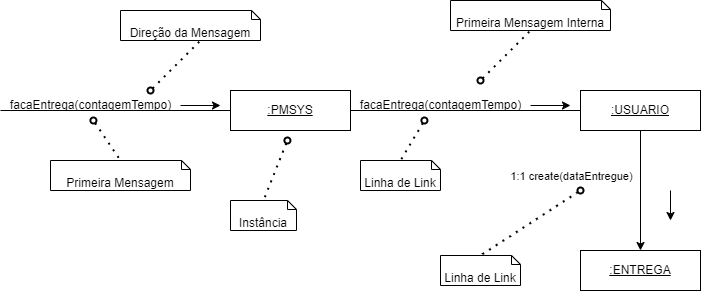 Direção da Mensagem
Primeira Mensagem Interna
facaEntrega(contagemTempo)
:PMSYS
facaEntrega(contagemTempo)
:USUARIO
Primeira Mensagem
Linha de Link
1:1 create(dataEntregue)
Instância
Linha de Link
:ENTREGA